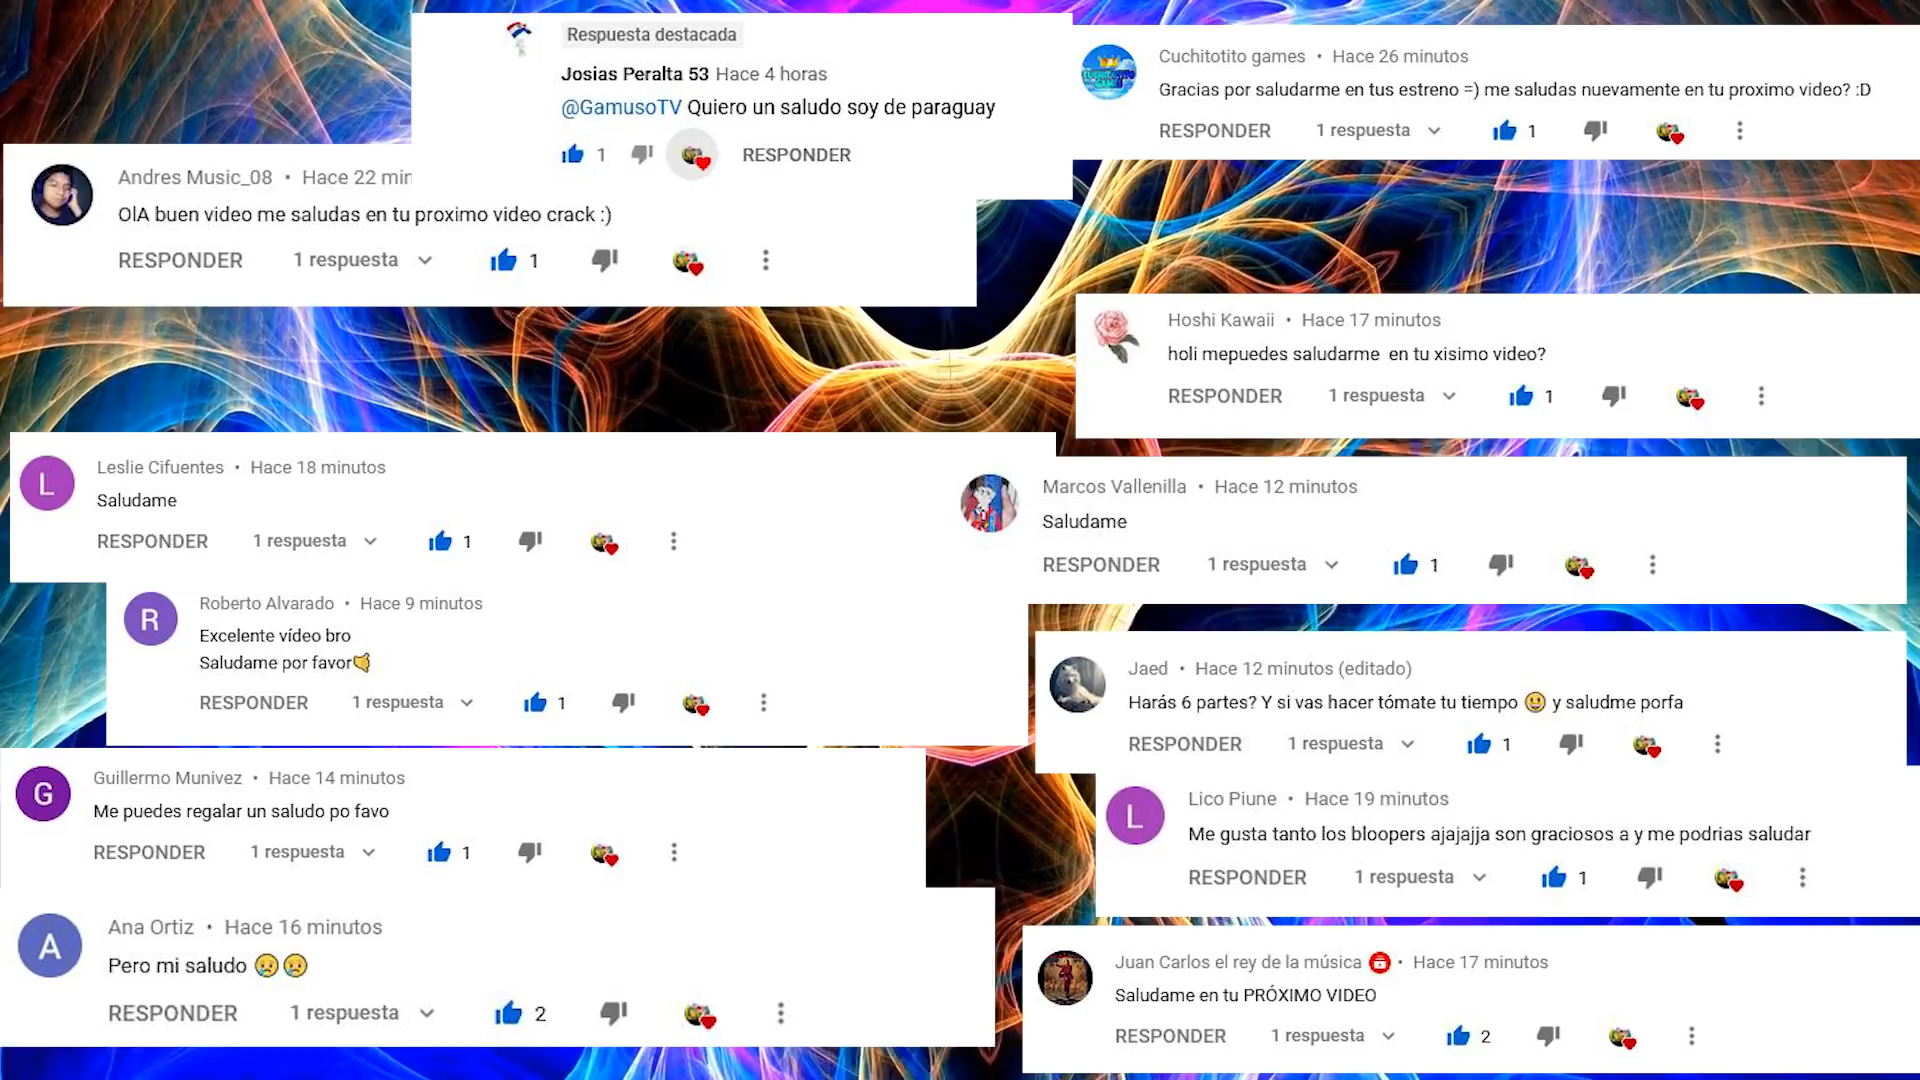 Respuesta destacada
Josias Peralta 53 Hace 4 horas
@GamusoTV Quiero un saludo soy de paraguay
1 RESPONDER
Andres Music_08 • Hace 22 min
OlA buen video me saludas en tu proximo video crack :)
RESPONDER 1 respuesta 1
Leslie Cifuentes • Hace 18 minutos
Saludame
RESPONDER 1 respuesta 1
Roberto Alvarado • Hace 9 minutos
Excelente vídeo bro
Saludame por favor🤙
RESPONDER 1 respuesta 1
G
Guillermo Munivez • Hace 14 minutos
Me puedes regalar un saludo po favo
RESPONDER 1 respuesta 1
A
Ana Ortiz • Hace 16 minutos
Pero mi saludo 😢😢
RESPONDER 1 respuesta 2
Cuchitotito games • Hace 26 minutos
Gracias por saludarme en tus estreno =) me saludas nuevamente en tu proximo video? :D
RESPONDER 1 respuesta 1
Hoshi Kawaii • Hace 17 minutos
holi mepuedes saludarme en tu xisimo video?
RESPONDER 1 respuesta 1
L
R
Marcos Vallenilla • Hace 12 minutos
Saludame
RESPONDER 1 respuesta 1
Jaed • Hace 12 minutos (editado)
Harás 6 partes? Y si vas hacer tómate tu tiempo 😀 y saludme porfa
RESPONDER 1 respuesta 1
L
Lico Piune • Hace 19 minutos
Me gusta tanto los bloopers ajajajja son graciosos a y me podrias saludar
RESPONDER 1 respuesta 1
Juan Carlos el rey de la música • Hace 17 minutos
Saludame en tu PRÓXIMO VIDEO
RESPONDER 1 respuesta 2